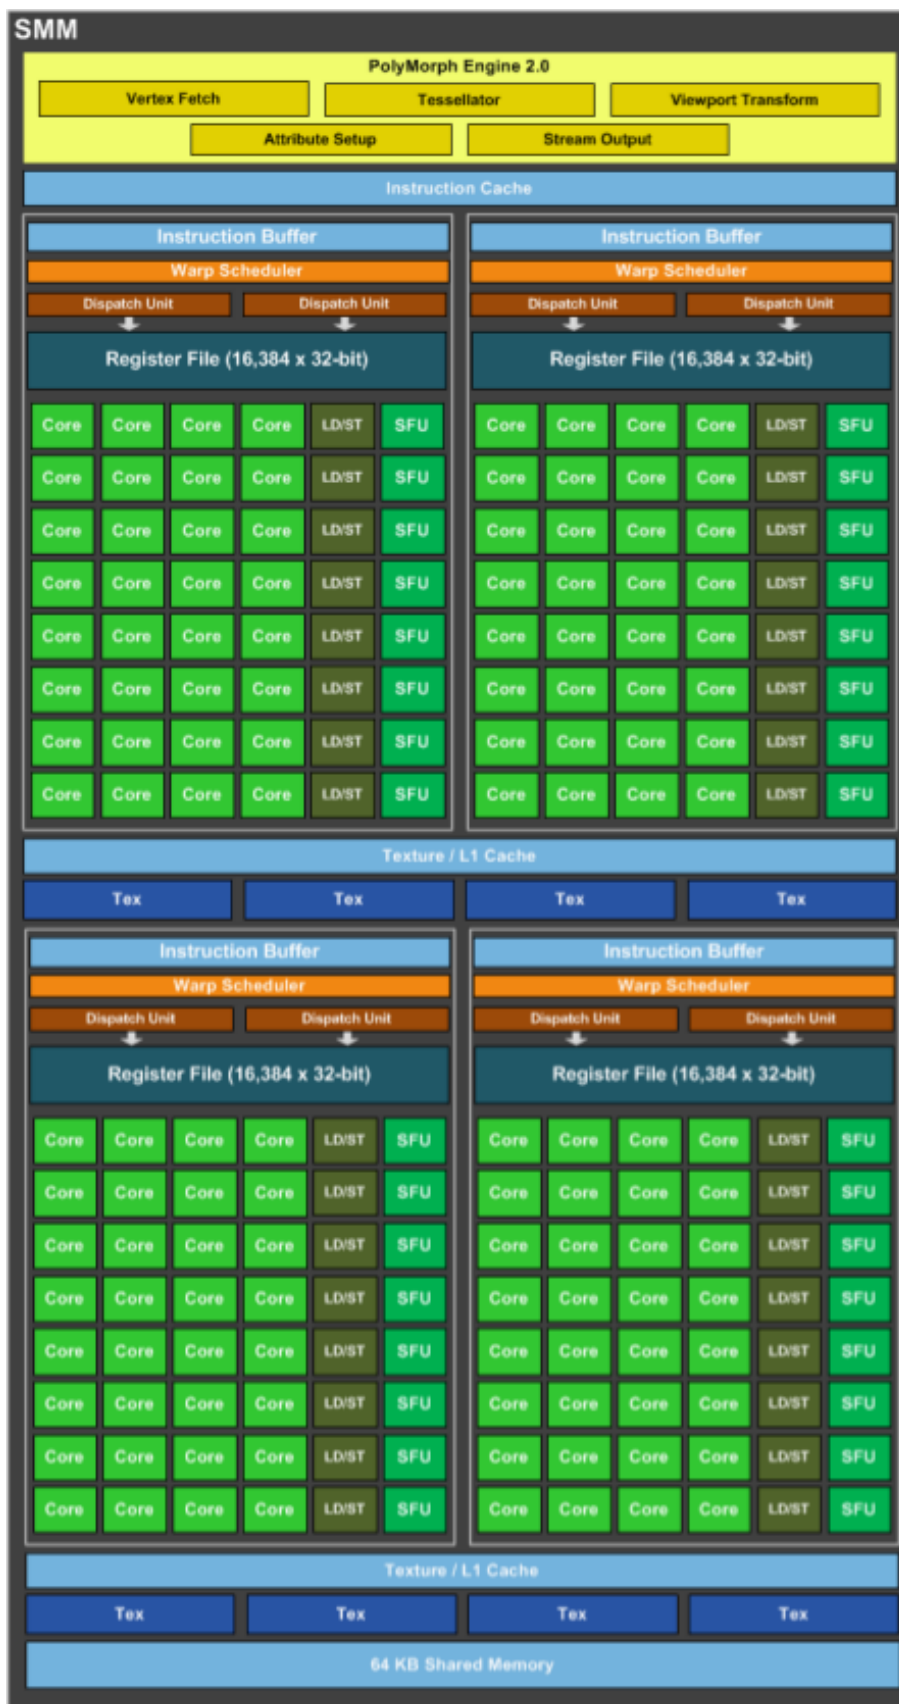 SMM
PolyMorph Engine 2.0
Vertex Fetch Tessellator Viewport Transform
Attribute Setup Stream Output
Instruction Cache
Instruction Buffer Instruction Buffer
Warp Scheduler Warp Scheduler
Dispatch Unit Dispatch Unit Dispatch Unit Dispatch Unit
Register File (16,384 x 32-bit) Register File (16,384 x 32-bit)
Core Core Core Core LD/ST SFU Core Core Core Core LD/ST SFU
Core Core Core Core LD/ST SFU Core Core Core Core LD/ST SFU
Core Core Core Core LD/ST SFU Core Core Core Core LD/ST SFU
Core Core Core Core LD/ST SFU Core Core Core Core LD/ST SFU
Core Core Core Core LD/ST SFU Core Core Core Core LD/ST SFU
Core Core Core Core LD/ST SFU Core Core Core Core LD/ST SFU
Core Core Core Core LD/ST SFU Core Core Core Core LD/ST SFU
Core Core Core Core LD/ST SFU Core Core Core Core LD/ST SFU
Texture / L1 Cache
Tex Tex Tex Tex
Instruction Buffer Instruction Buffer
Warp Scheduler Warp Scheduler
Dispatch Unit Dispatch Unit Dispatch Unit Dispatch Unit
Register File (16,384 x 32-bit) Register File (16,384 x 32-bit)
Core Core Core Core LD/ST SFU Core Core Core Core LD/ST SFU
Core Core Core Core LD/ST SFU Core Core Core Core LD/ST SFU
Core Core Core Core LD/ST SFU Core Core Core Core LD/ST SFU
Core Core Core Core LD/ST SFU Core Core Core Core LD/ST SFU
Core Core Core Core LD/ST SFU Core Core Core Core LD/ST SFU
Core Core Core Core LD/ST SFU Core Core Core Core LD/ST SFU
Core Core Core Core LD/ST SFU Core Core Core Core LD/ST SFU
Core Core Core Core LD/ST SFU Core Core Core Core LD/ST SFU
Texture / L1 Cache
Tex Tex Tex Tex
64 KB Shared Memory